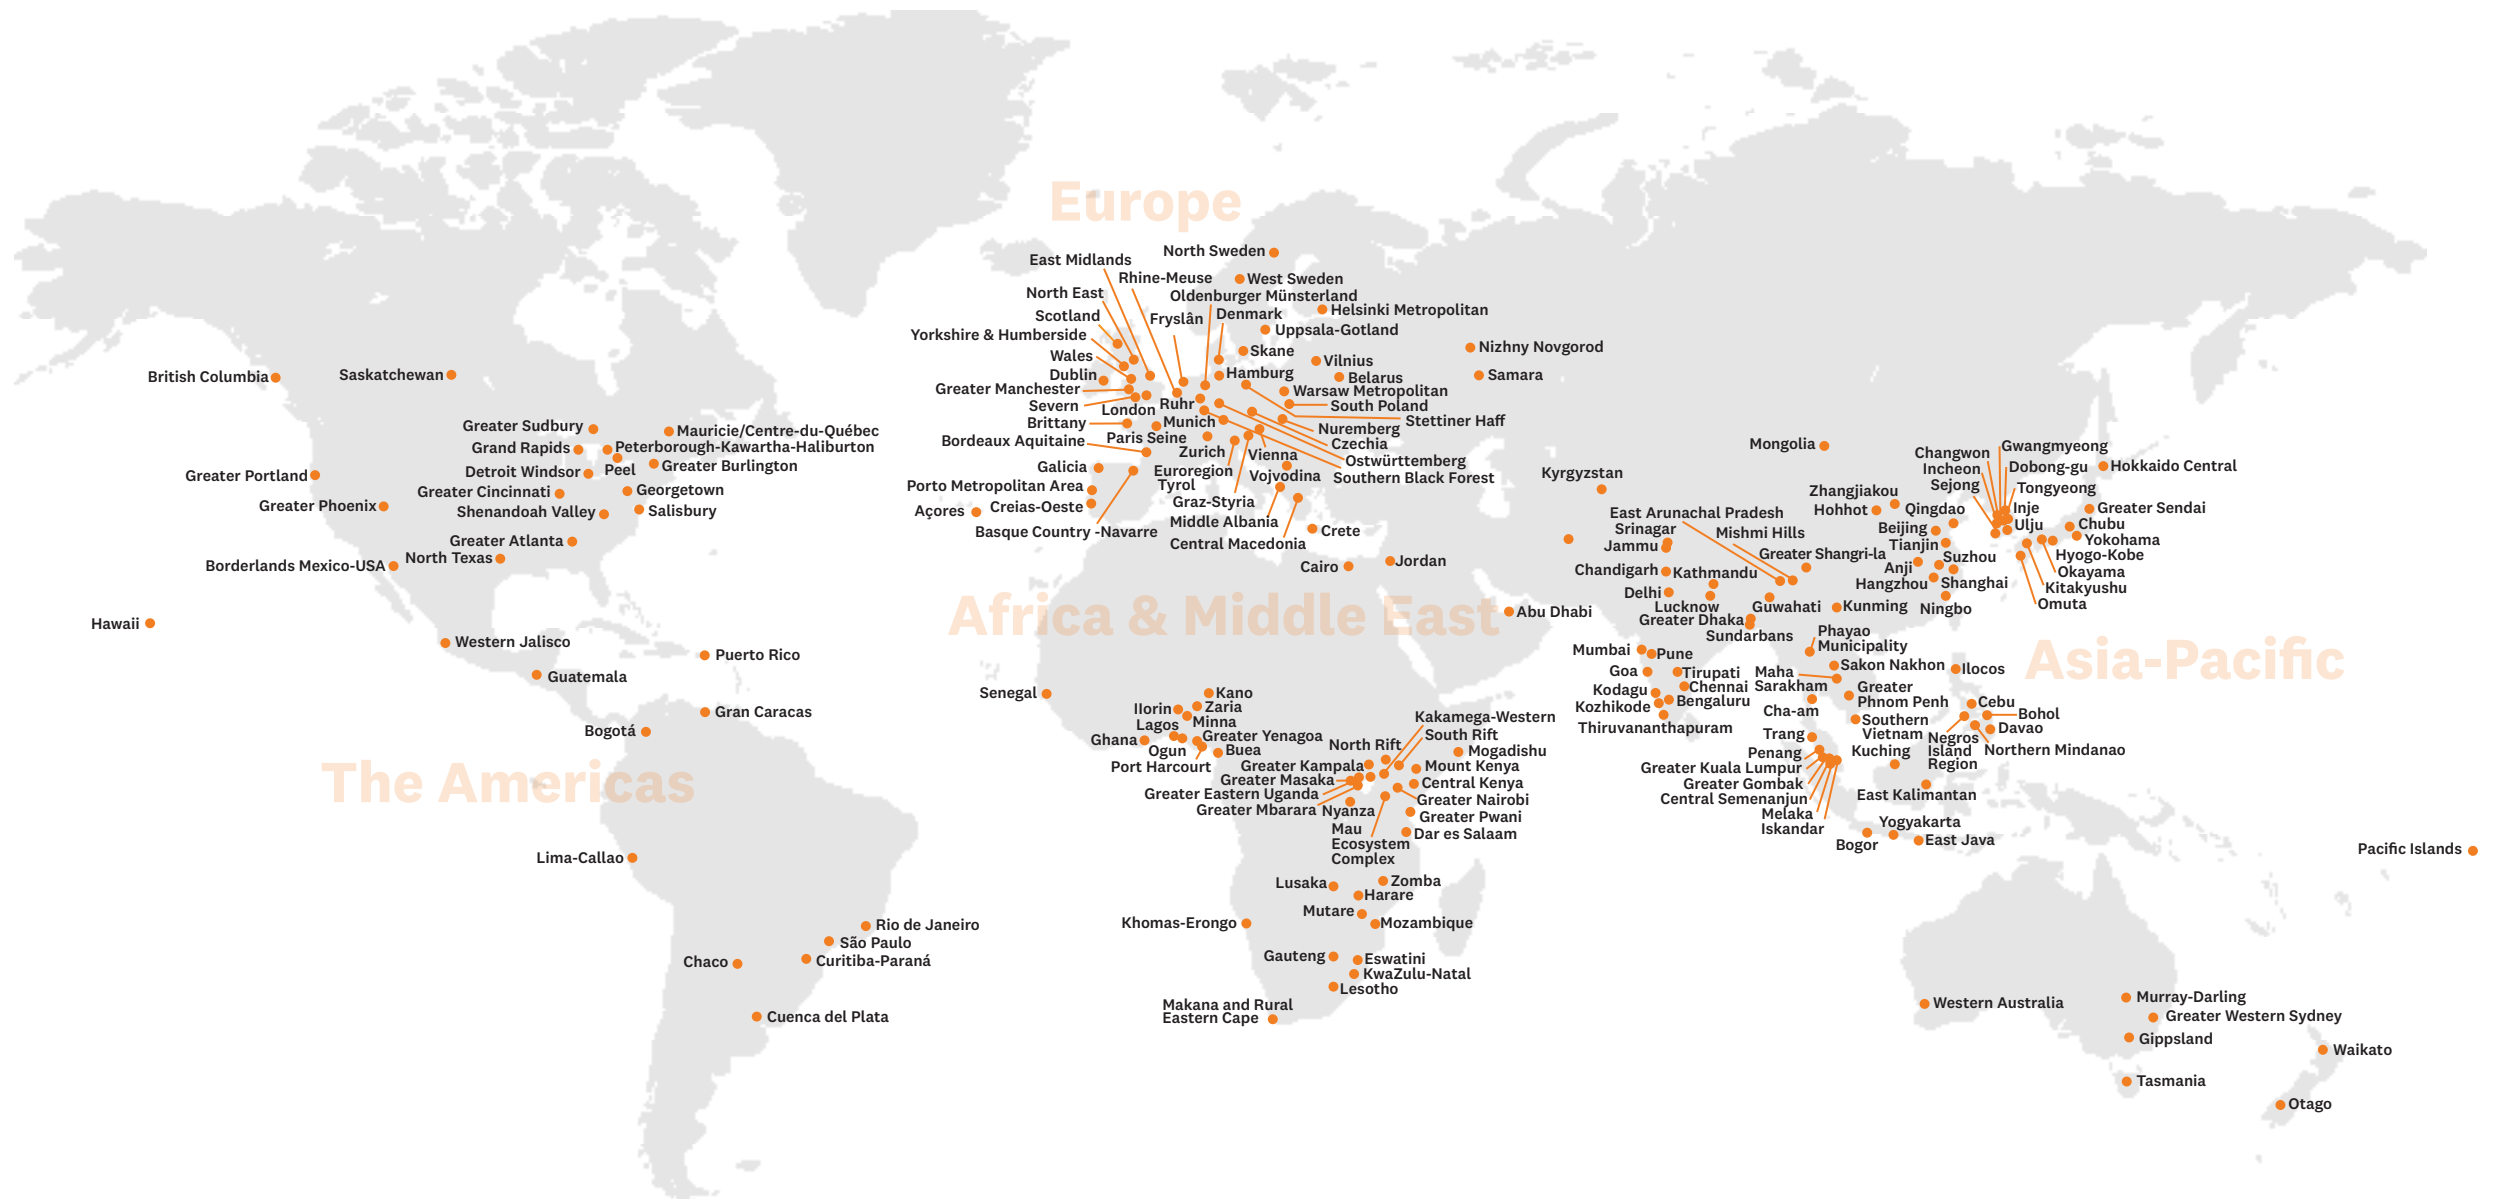 Europe
Africa & Middle East
Asia-Pacific
The Americas
British Columbia
Saskatchewan
Greater Sudbury
Mauricie/Centre-du-Québec
Grand Rapids
Peterborough-Kawartha-Haliburton
Detroit Windsor
Peel
Greater Burlington
Greater Portland
Greater Cincinnati
Georgetown
Greater Phoenix
Shenandoah Valley
Salisbury
Greater Atlanta
North Texas
Borderlands Mexico-USA
Hawaii
Western Jalisco
Puerto Rico
Guatemala
Gran Caracas
Bogotá
Lima-Callao
Rio de Janeiro
São Paulo
Curitiba-Paraná
Chaco
Cuenca del Plata
North Sweden
East Midlands
Rhine-Meuse
West Sweden
North East
Oldenburger Münsterland
Scotland
Fryslân
Denmark
Helsinki Metropolitan
Yorkshire & Humberside
Uppsala-Gotland
Wales
Skane
Vilnius
Nizhny Novgorod
Dublin
Hamburg
Belarus
Samara
Greater Manchester
Warsaw Metropolitan
Severn
London
Ruhr
South Poland
Brittany
Munich
Stettiner Haff
Bordeaux Aquitaine
Paris Seine
Nuremberg
Czechia
Zurich
Vienna
Ostwürttemberg
Galicia
Euroregion
Tyrol
Vojvodina
Southern Black Forest
Porto Metropolitan Area
Graz-Styria
Creias-Oeste
Açores
Middle Albania
Basque Country -Navarre
Central Macedonia
Crete
Cairo
Jordan
Abu Dhabi
Senegal
Kano
Ilorin
Zaria
Lagos
Minna
Ghana
Ogun
Greater Yenagoa
Port Harcourt
Buea
Kakamega-Western
South Rift
North Rift
Mogadishu
Greater Kampala
Mount Kenya
Greater Masaka
Central Kenya
Greater Eastern Uganda
Greater Nairobi
Greater Mbarara
Nyanza
Greater Pwani
Mau
Ecosystem
Complex
Dar es Salaam
Lusaka
Zomba
Harare
Mutare
Mozambique
Khomas-Erongo
Gauteng
Eswatini
KwaZulu-Natal
Lesotho
Makana and Rural
Eastern Cape
Mongolia
Kyrgyzstan
Changwon
Gwangmyeong
Incheon
Dobong-gu
Sejong
Tongyeong
Hokkaido Central
Zhangjiakou
Hohhot
Qingdao
Inje
Ulju
Greater Sendai
Chubu
Yokohama
Hyogo-Kobe
Okayama
Kitakyushu
Omuta
East Arunachal Pradesh
Srinagar
Mishmi Hills
Beijing
Jammu
Greater Shangri-la
Tianjin
Suzhou
Chandigarh
Kathmandu
Anji
Hangzhou
Shanghai
Delhi
Lucknow
Guwahati
Kunming
Ningbo
Greater Dhaka
Sundarbans
Phayao
Municipality
Mumbai
Pune
Goa
Tirupati
Maha
Sarakham
Sakon Nakhon
Ilocos
Kodagu
Chennai
Greater
Phnom Penh
Cebu
Kozhikode
Bengaluru
Cha-am
Bohol
Thiruvananthapuram
Southern
Vietnam
Negros
Island
Region
Davao
Northern Mindanao
Trang
Penang
Kuching
Greater Kuala Lumpur
Greater Gombak
Central Semenanjun
East Kalimantan
Melaka
Iskandar
Yogyakarta
Bogor
East Java
Pacific Islands
Western Australia
Murray-Darling
Greater Western Sydney
Gippsland
Waikato
Tasmania
Otago